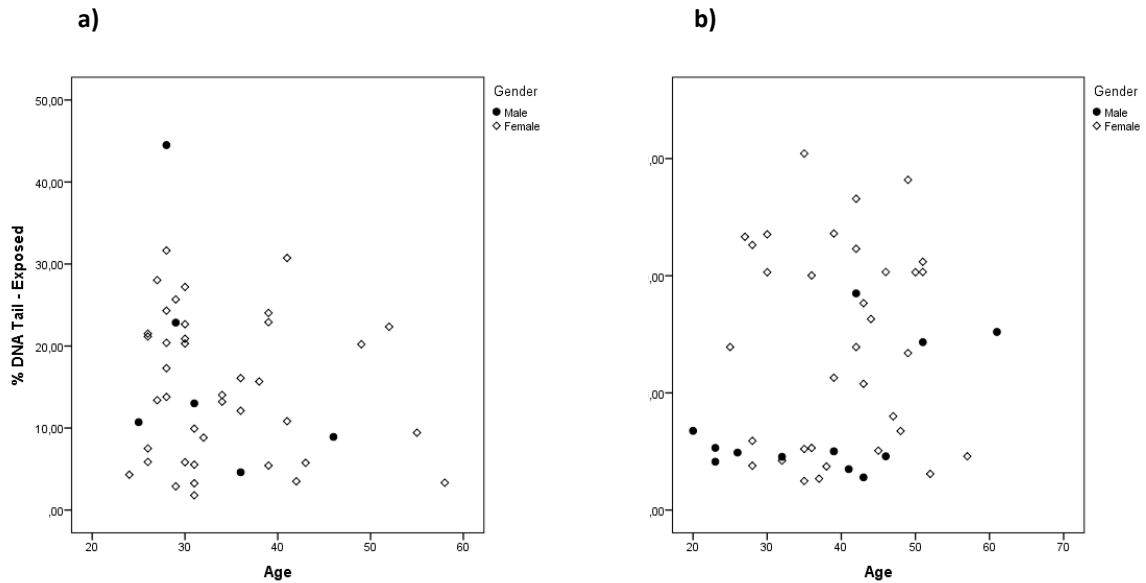 a)
b)
Gender
Male
Female
50,00
40,00
30,00
20,00
10,00
,00
% DNA Tail - Exposed
20 30 40 50 60
Age
Gender
Male
Female
,00
,00
,00
,00
20 30 40 50 60 70
Age